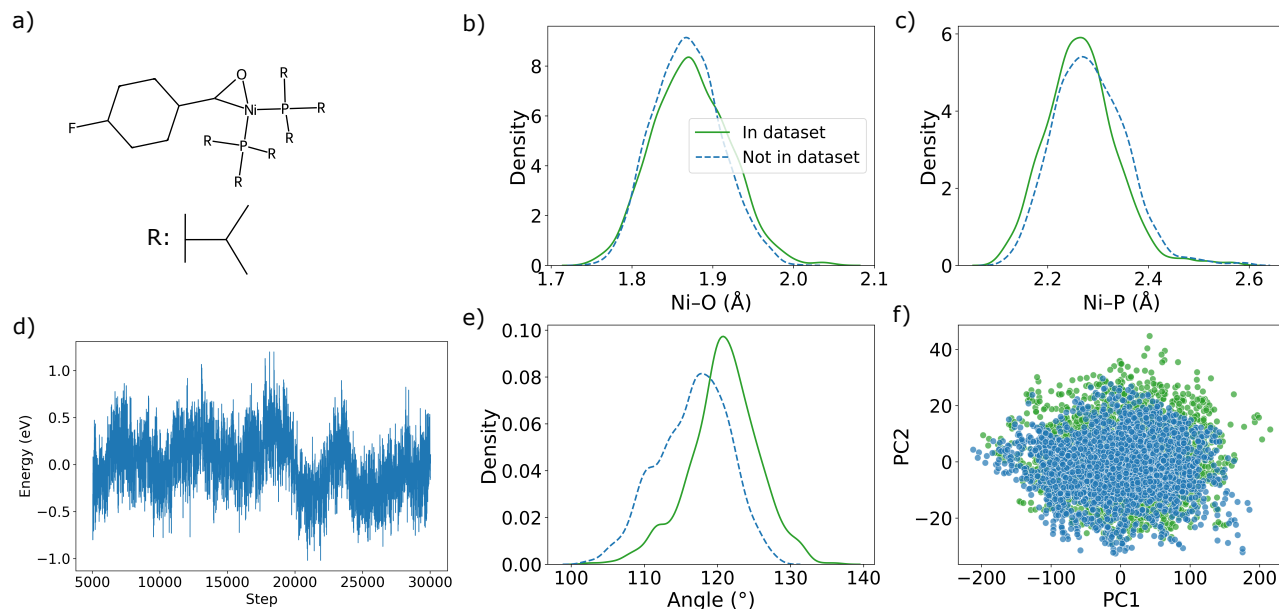 a)
O
F
Ni
P
P
R
R
R
R
R
R
R:
b)
Density
8
6
4
2
0
1.7
1.8
1.9
2.0
2.1
Ni–O (Å)
In dataset
Not in dataset
c)
Density
6
4
2
0
2.2
2.4
2.6
Ni–P (Å)
d)
Energy (eV)
1.0
0.5
0.0
−0.5
−1.0
5000
10000
15000
20000
25000
30000
Step
e)
Density
0.10
0.08
0.06
0.04
0.02
0.00
100
110
120
130
140
Angle (°)
f)
PC2
40
20
0
−20
−200
−100
0
100
200
PC1